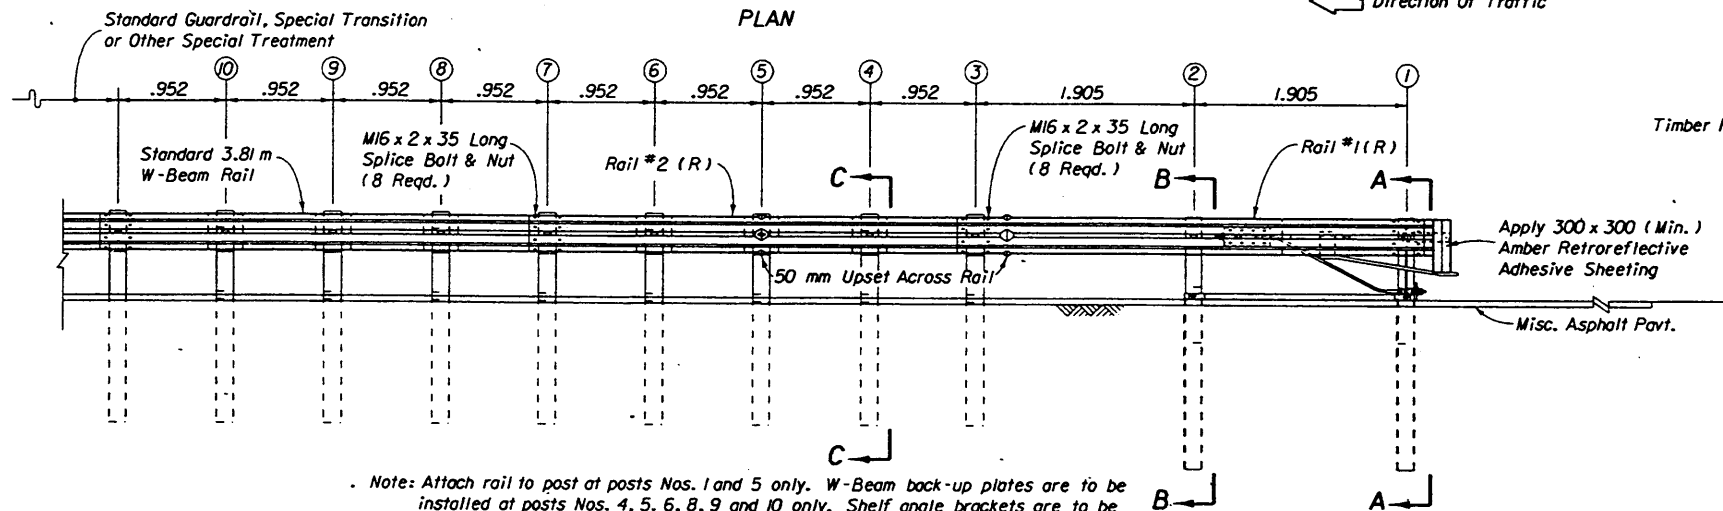 PLAN
Direction Of Traffic
Standard Guardrail, Special Transition
or Other Special Treatment
10 9 8 7 6 5 4 3 2 1
.952 .952 .952 .952 .952 .952 .952 .952 1.905 1.905
Timber
Standard 3.81 m
W-Beam Rail
M16 x 2 x 35 Long
Splice Bolt & Nut
(8 Reqd.)
Rail #2 (R)
C
M16 x 2 x 35 Long
Splice Bolt & Nut
(8 Reqd.)
B
Rail #1(R)
A
Apply 300 x 300 (Min.)
Amber Retroreflective
Adhesive Sheeting
50 mm Upset Across Rail
Misc. Asphalt Pavt.
C
B
A
Note: Attach rail to post at posts Nos. 1 and 5 only. W-Beam back-up plates are to be
installed at posts Nos. 4, 5, 6, 8, 9 and 10 only. Shelf angle brackets are to be